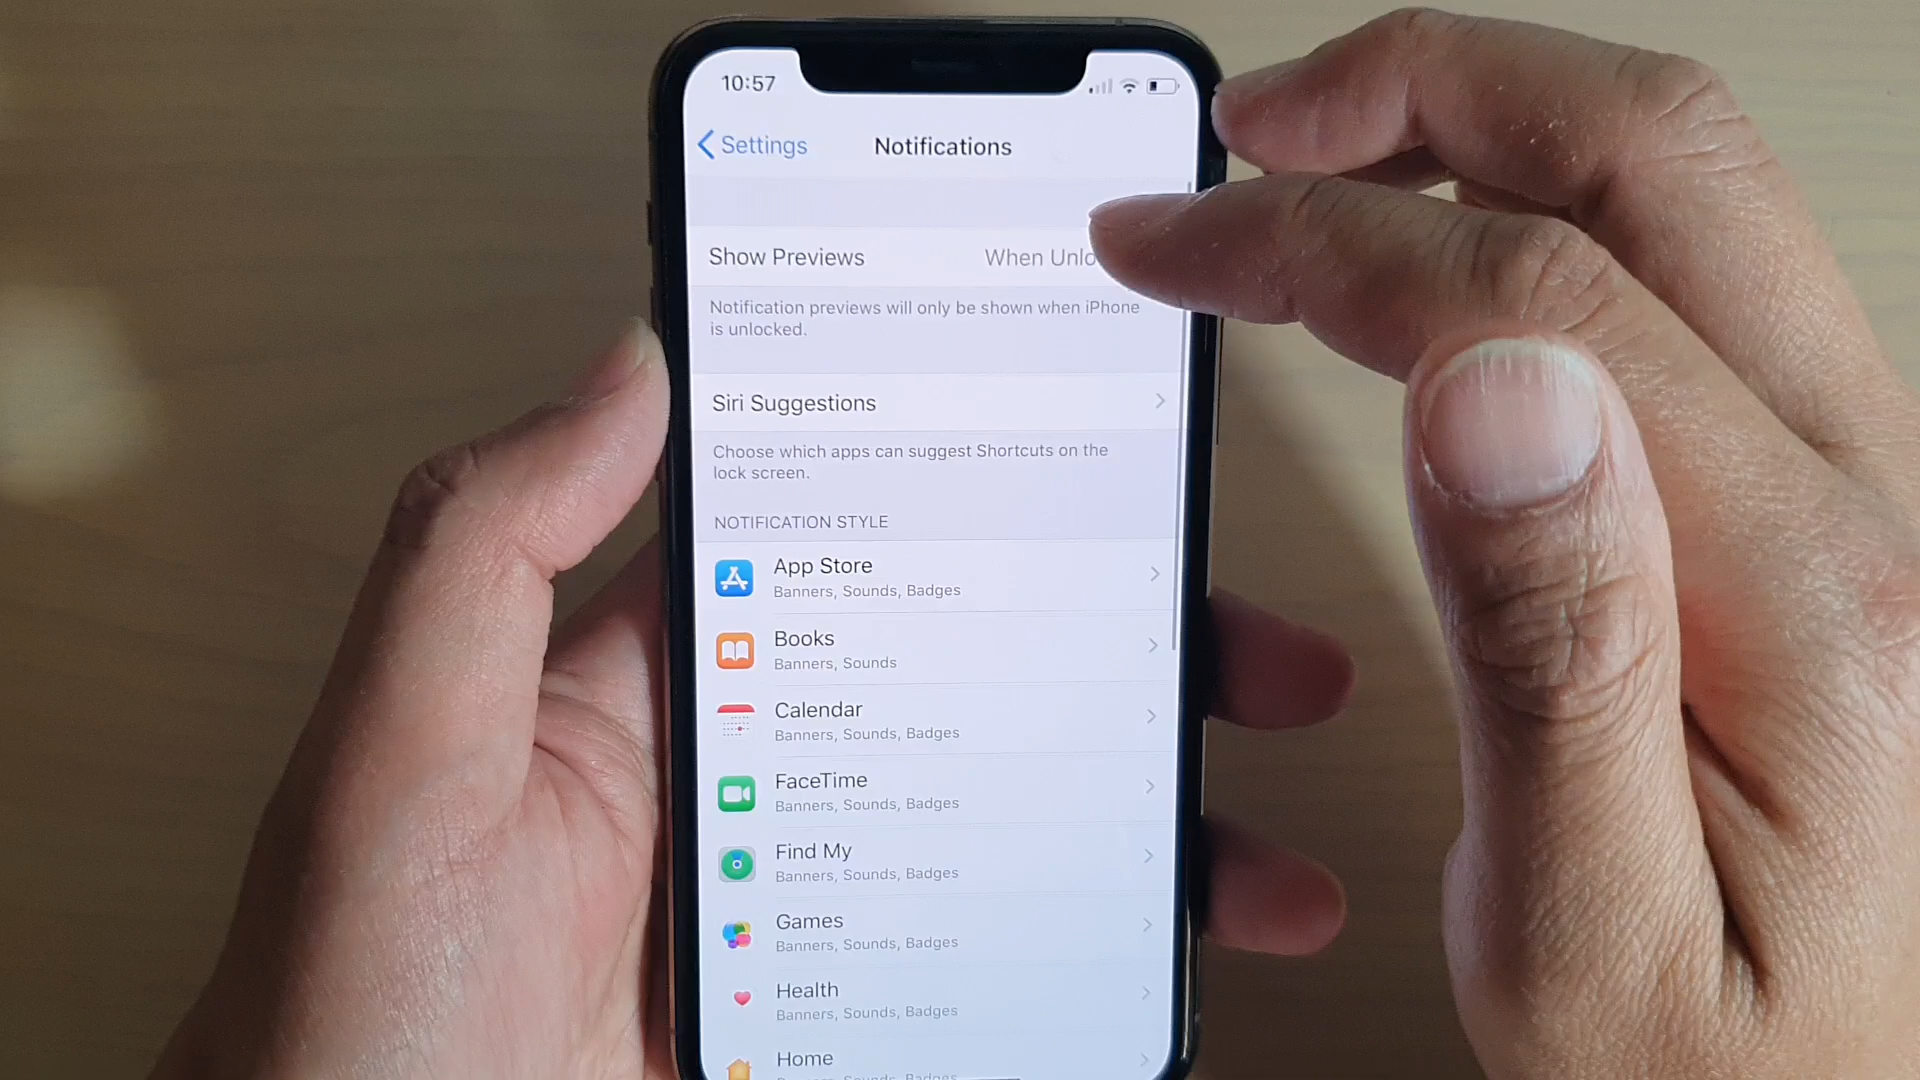 10:57
Settings
Notifications
Show Previews
When Unlo
Notification previews will only be shown when iPhone
is unlocked.
Siri Suggestions
Choose which apps can suggest Shortcuts on the
lock screen.
NOTIFICATION STYLE
App Store
Banners, Sounds, Badges
Books
Banners, Sounds
Calendar
Banners, Sounds, Badges
FaceTime
Banners, Sounds, Badges
Find My
Banners, Sounds, Badges
Games
Banners, Sounds, Badges
Health
Banners, Sounds, Badges
Home
Banners, Sounds, Badges